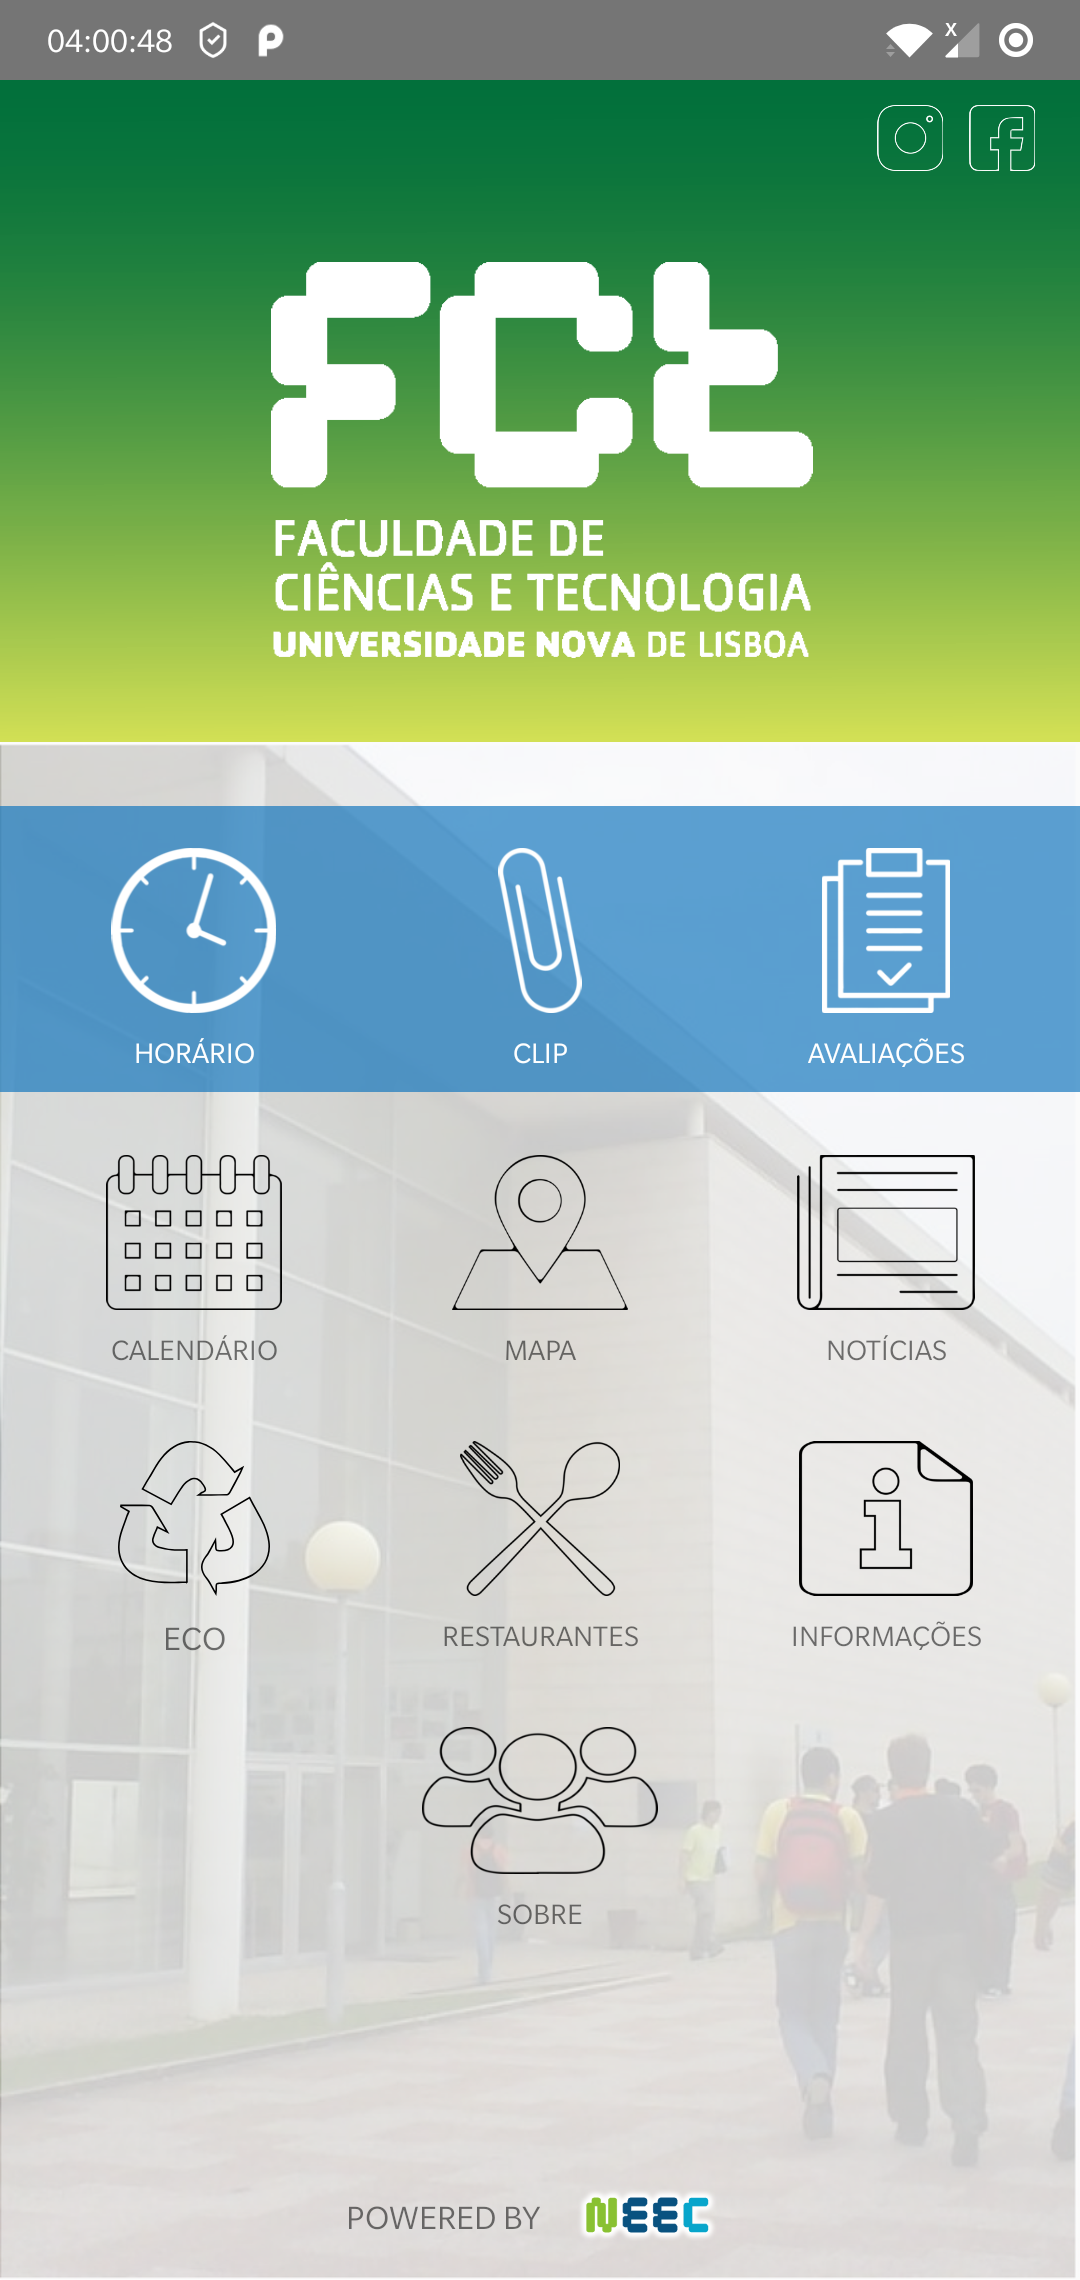 04:00:48
FCt
FACULDADE DE
CIÊNCIAS E TECNOLOGIA
UNIVERSIDADE NOVA DE LISBOA
HORÁRIO
CLIP
AVALIAÇÕES
CALENDÁRIO
MAPA
NOTÍCIAS
ECO
RESTAURANTES
INFORMAÇÕES
SOBRE
POWERED BY NEEC